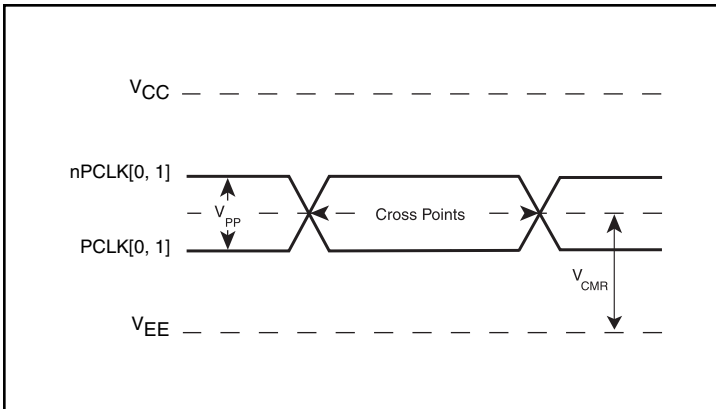 VCC
nPCLK[0, 1]
VPP
Cross Points
PCLK[0, 1]
VCMR
VEE